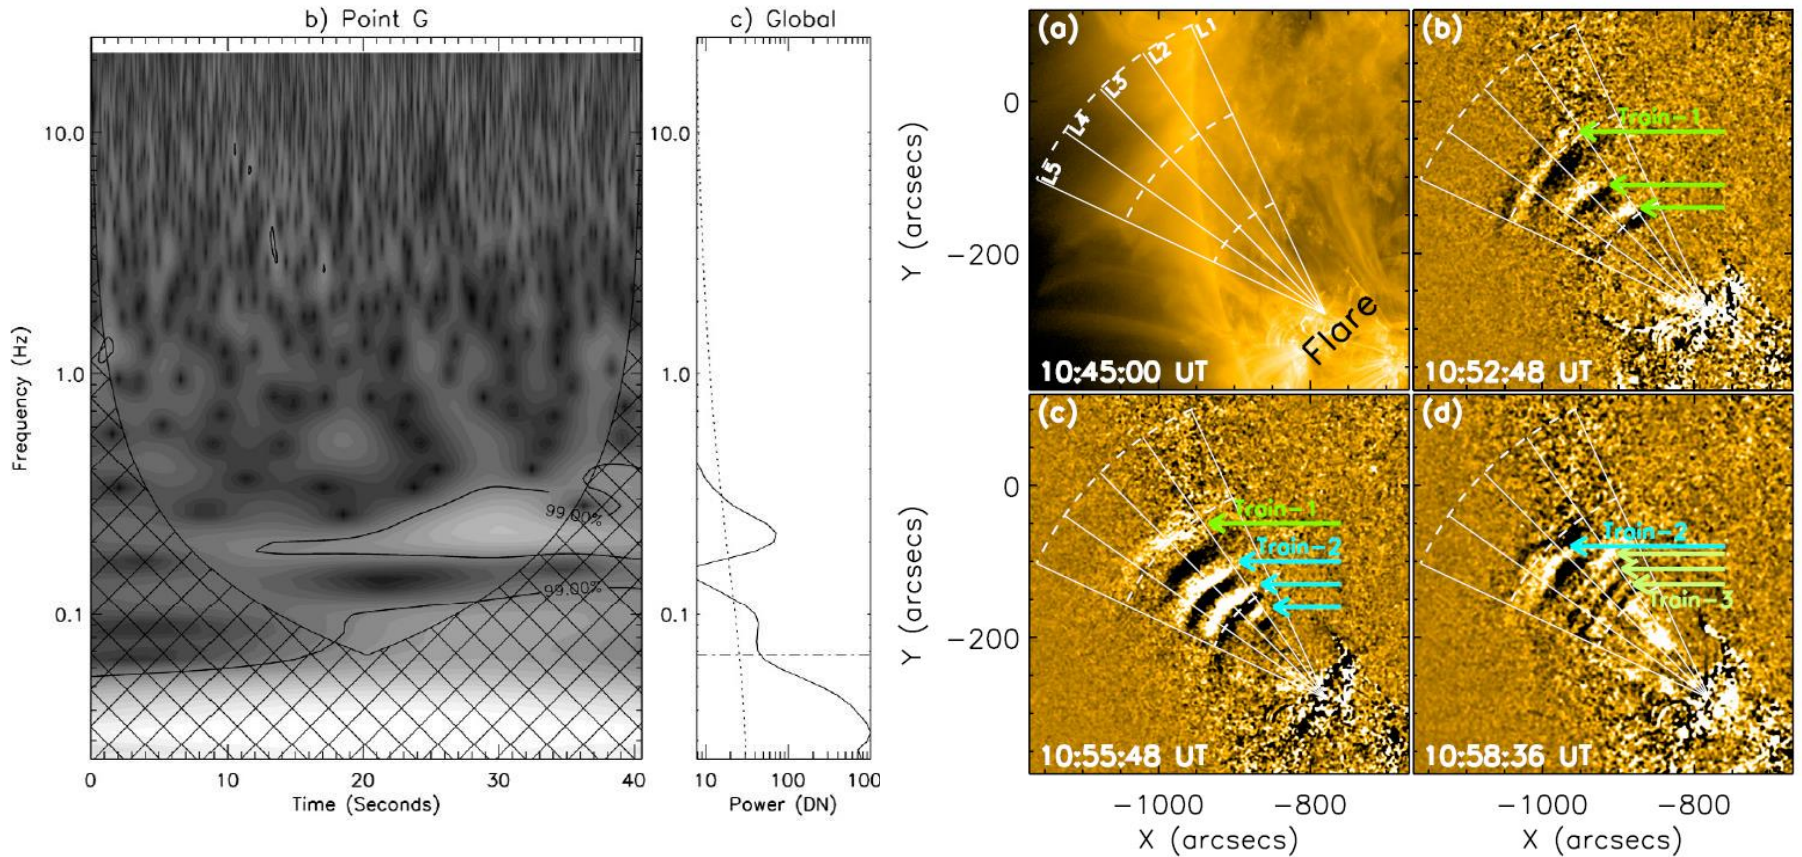 b) Point G
c) Global
Frequency (Hz)
10.0
1.0
0.1
99.00%
99.00%
0
10
20
30
40
Time (Seconds)
10.0
1.0
0.1
10
100
100
Power (DN)
Y (arcsecs)
0
-200
(a)
L1
L2
L3
L4
L5
Flare
10:45:00 UT
(b)
Train-1
10:52:48 UT
Y (arcsecs)
0
-200
(c)
Train-1
Train-2
10:55:48 UT
(d)
Train-2
Train-3
10:58:36 UT
-1000
-800
X (arcsecs)
-1000
-800
X (arcsecs)